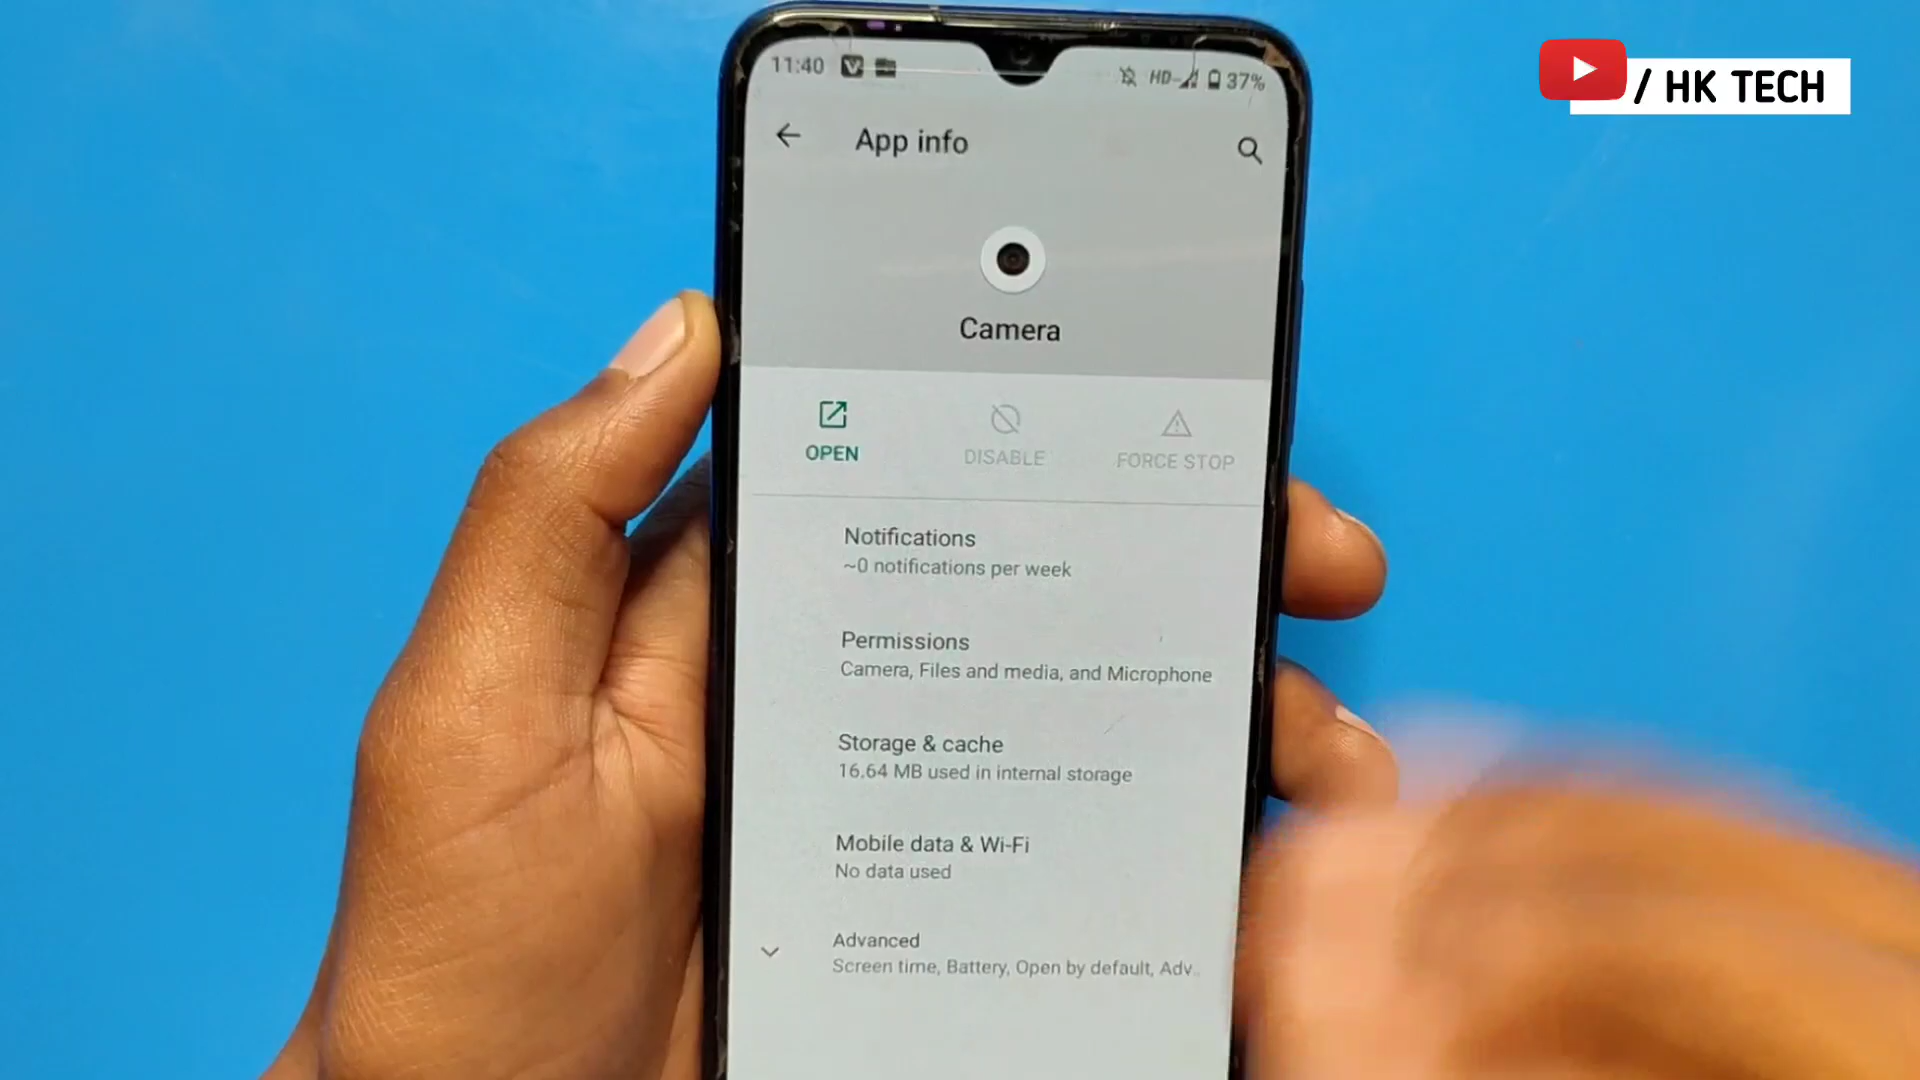 / HK TECH
11:40 HD 37%
App info
Camera
OPEN DISABLE FORCE STOP
Notifications
~0 notifications per week
Permissions
Camera, Files and media, and Microphone
Storage & cache
16.64 MB used in internal storage
Mobile data & Wi-Fi
No data used
Advanced
Screen time, Battery, Open by default, Adv..